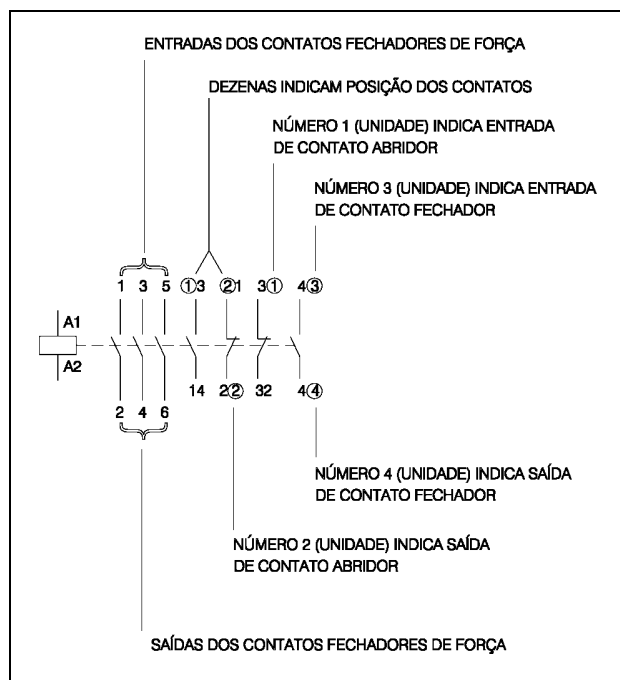 ENTRADAS DOS CONTATOS FECHADORES DE FORÇA
DEZENAS INDICAM POSIÇÃO DOS CONTATOS
NÚMERO 1 (UNIDADE) INDICA ENTRADA
DE CONTATO ABRIDOR
NÚMERO 3 (UNIDADE) INDICA ENTRADA
DE CONTATO FECHADOR
1 3 5 13 21 31 43
A1
A2
14 22 32 44
2 4 6
NÚMERO 4 (UNIDADE) INDICA SAÍDA
DE CONTATO FECHADOR
NÚMERO 2 (UNIDADE) INDICA SAÍDA
DE CONTATO ABRIDOR
SAÍDAS DOS CONTATOS FECHADORES DE FORÇA